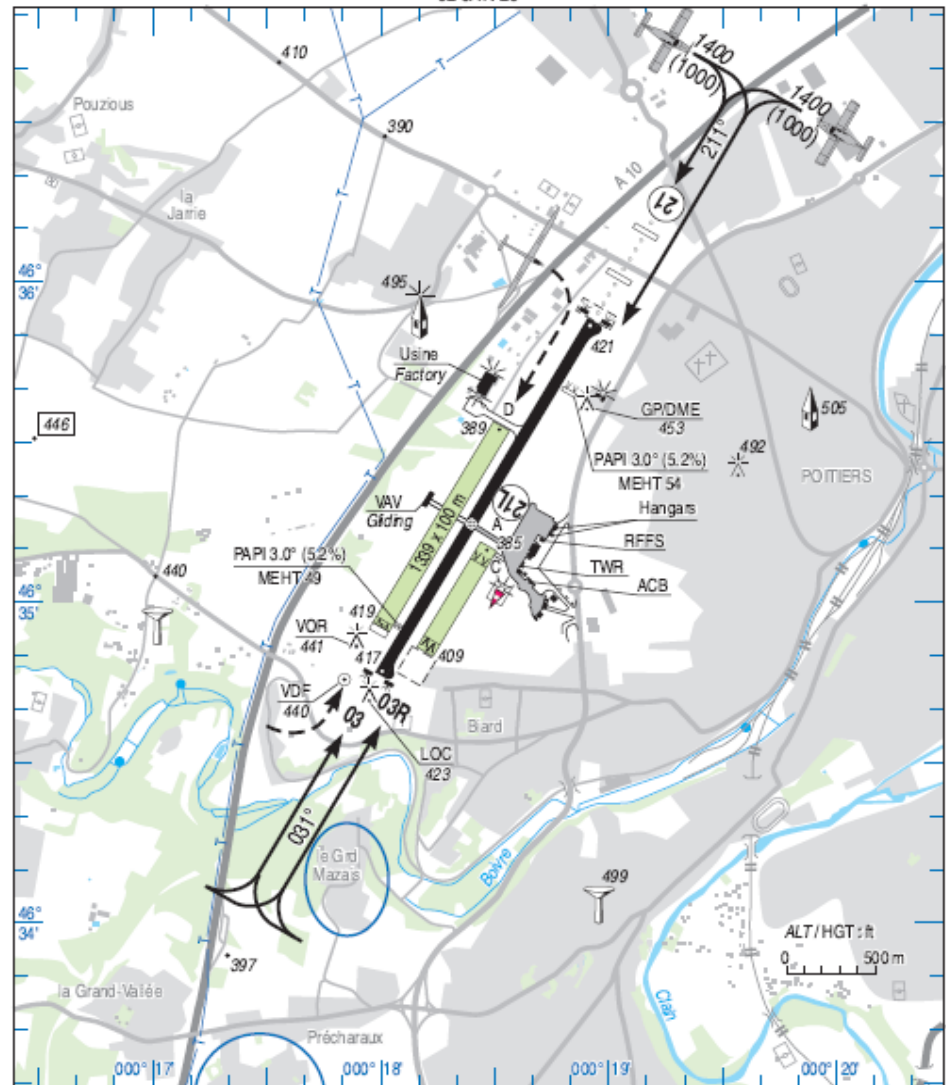 410
Pouzious
390
la
Jarrie
A 10
1400
(1000)
1400
(1000)
211°
21
46°
36'
495
Usine
Factory
421
446
389
D
GP/DME
453
505
492
PAPI 3.0° (5.2%)
MEHT 54
POITIERS
VAV
Gliding
21L
A
385
C
1339 x 100 m
Hangars
RFFS
TWR
ACB
PAPI 3.0° (5.2%)
MEHT 49
440
46°
35'
419
VOR
441
417
409
VDF
440
03
03R
Biard
LOC
423
031°
le Grd
Mazais
Boivre
499
46°
34'
397
ALT / HGT : ft
0
500 m
la Grand-Vallée
Clain
Précharaux
000° 17'
000° 18'
000° 19'
000° 20'
T
T
T
T
T
T
T